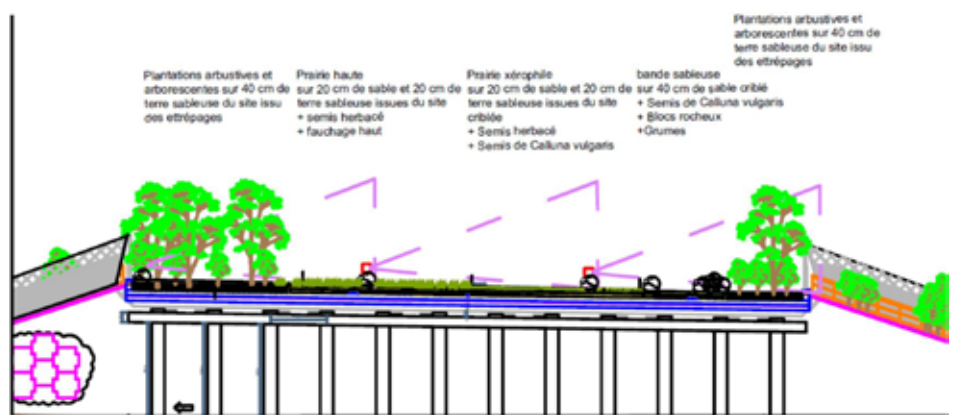 Plantations arbustives et
arborescentes sur 40 cm de
terre sableuse du site issu
des ettrépages
Prairie haute
sur 20 cm de sable et 20 cm de
terre sableuse issues du site
+ semis herbacé
+ fauchage haut
Prairie xérophile
sur 20 cm de sable et 20 cm de
terre sableuse issues du site
criblée
+ Semis herbacé
+ Semis de Calluna vulgaris
bande sableuse
sur 40 cm de sable criblé
+ Semis de Calluna vulgaris
+ Blocs rocheux
+Grumes
Plantations arbustives et
arborescentes sur 40 cm de
terre sableuse du site issu
des ettrépages